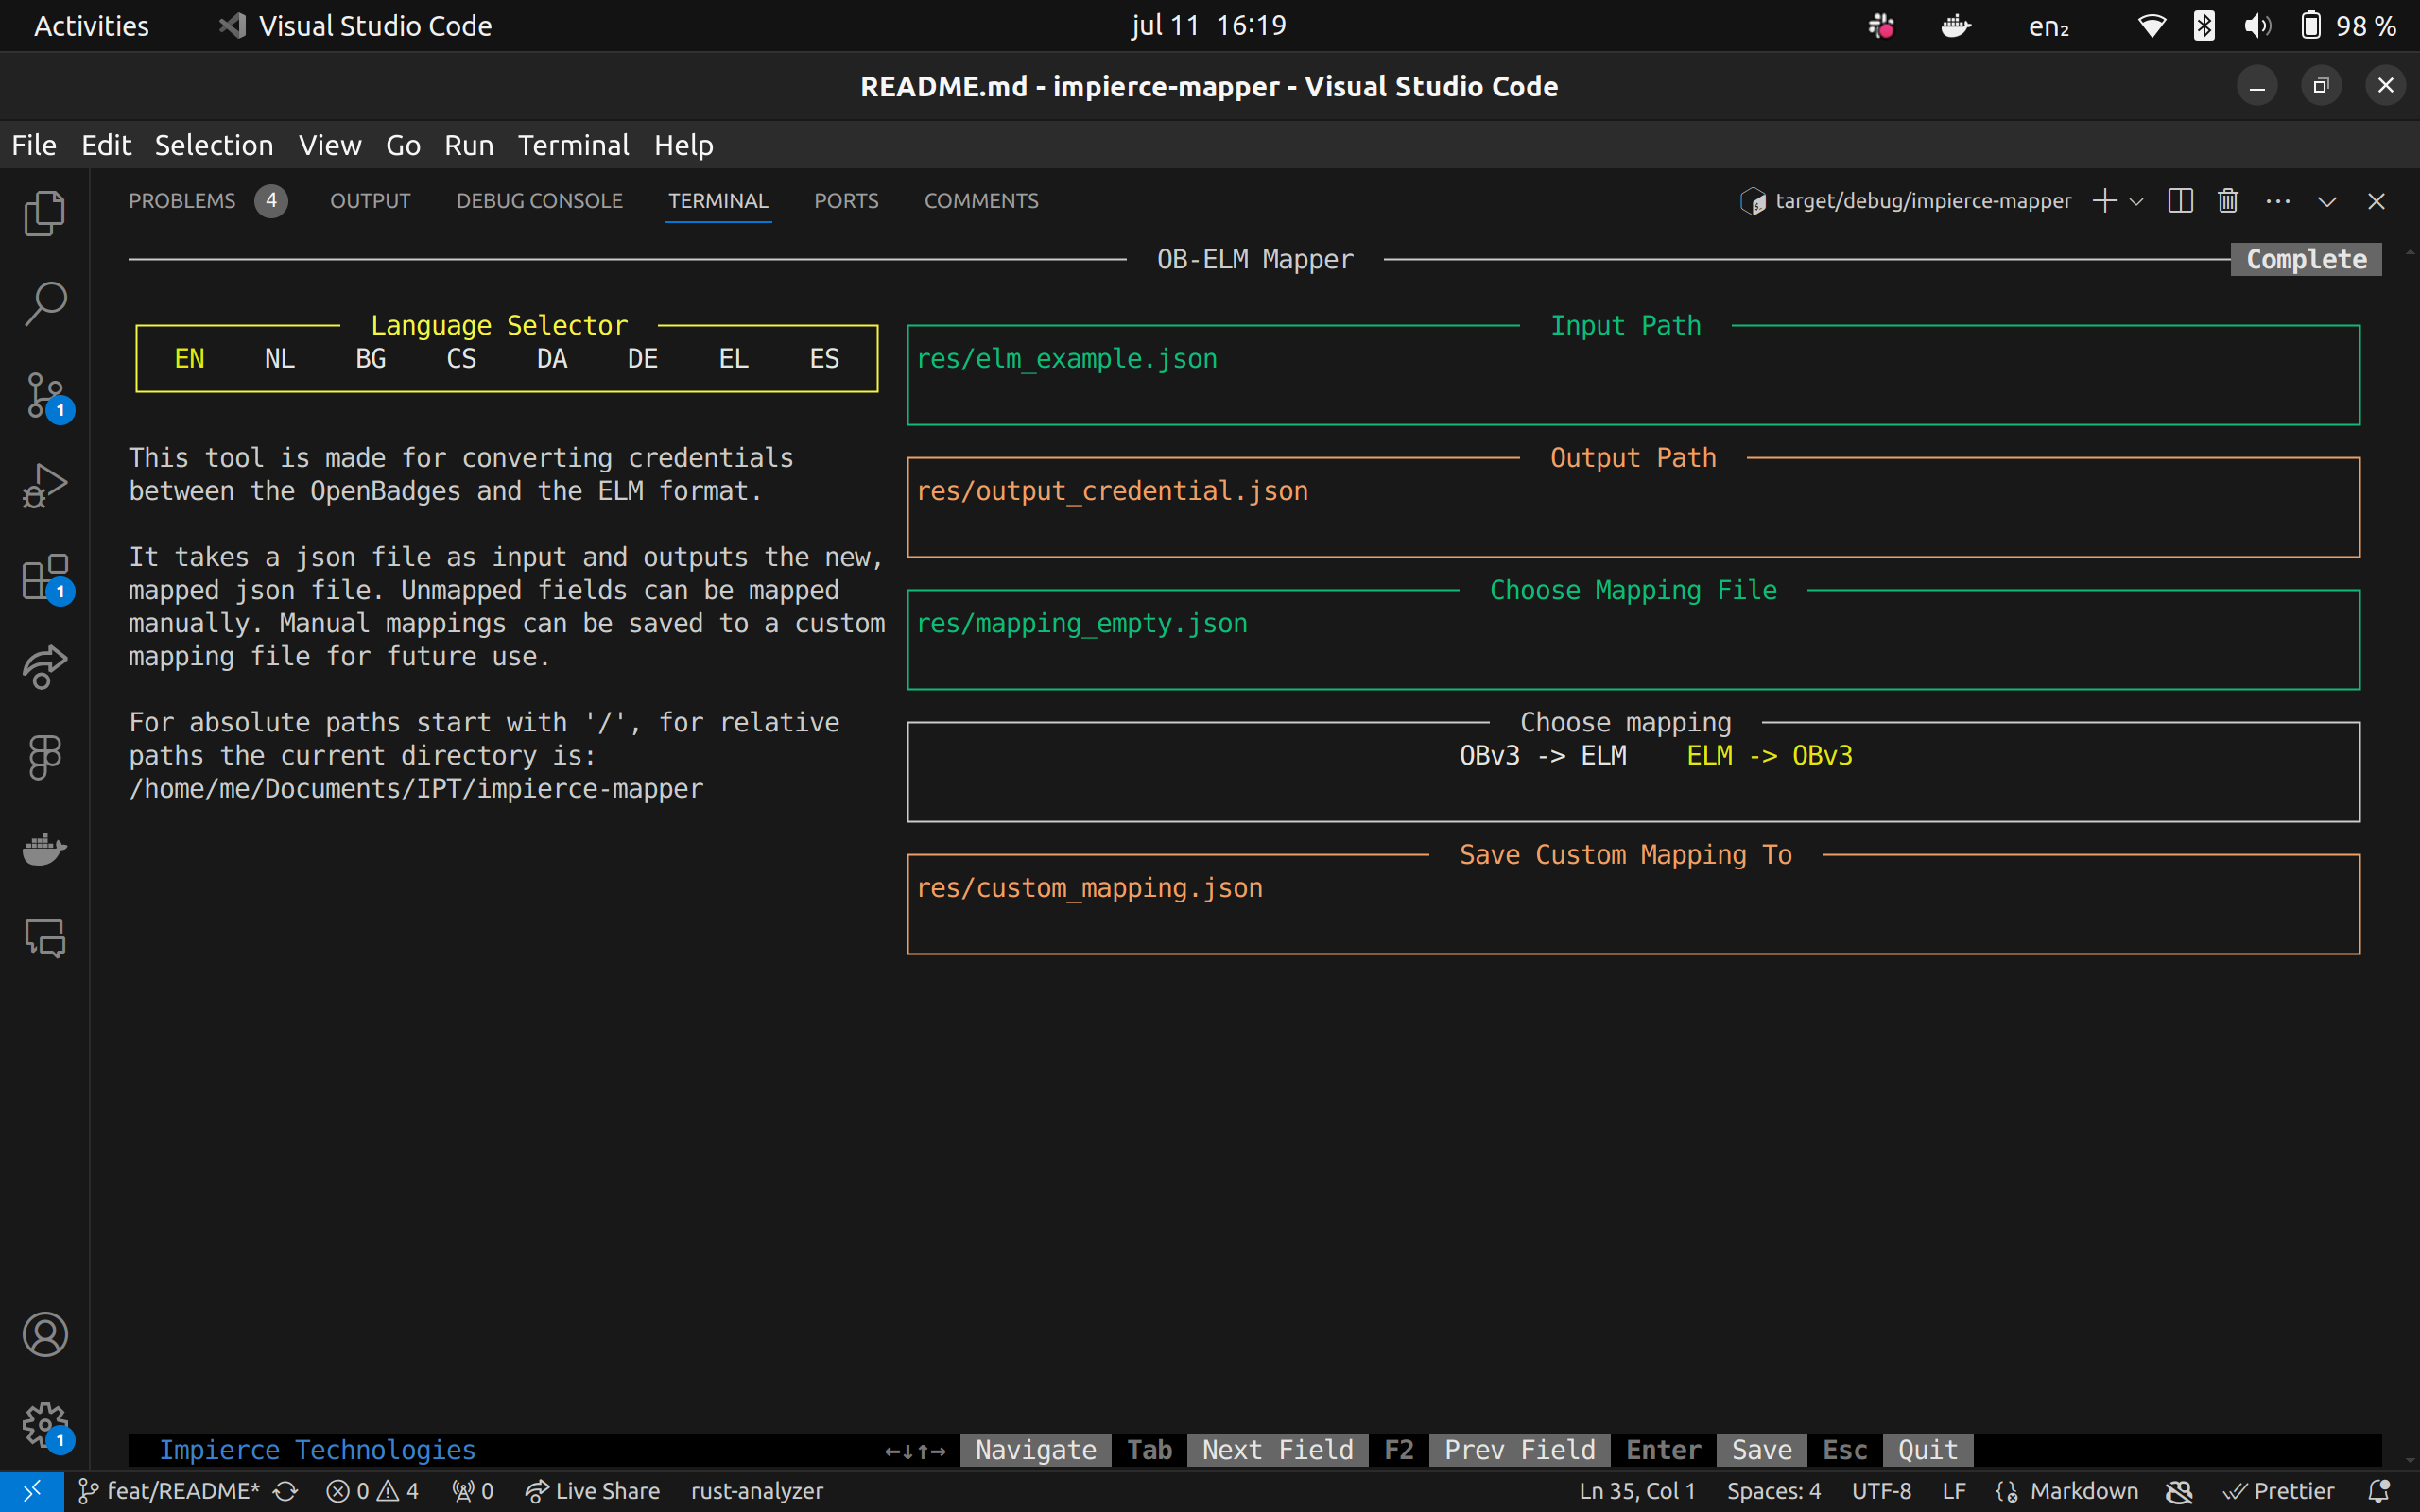 Activities Visual Studio Code jul 11 16:19 en₂ 98 %
README.md - impierce-mapper - Visual Studio Code
File Edit Selection View Go Run Terminal Help
PROBLEMS 4 OUTPUT DEBUG CONSOLE TERMINAL PORTS COMMENTS target/debug/impierce-mapper
OB-ELM Mapper Complete
Language Selector
EN NL BG CS DA DE EL ES
This tool is made for converting credentials
between the OpenBadges and the ELM format.
It takes a json file as input and outputs the new,
mapped json file. Unmapped fields can be mapped
manually. Manual mappings can be saved to a custom
mapping file for future use.
For absolute paths start with '/', for relative
paths the current directory is:
/home/me/Documents/IPT/impierce-mapper
Input Path
res/elm_example.json
Output Path
res/output_credential.json
Choose Mapping File
res/mapping_empty.json
Choose mapping
OBv3 -> ELM ELM -> OBv3
Save Custom Mapping To
res/custom_mapping.json
1
1
1
Impierce Technologies ←↓↑→ Navigate Tab Next Field F2 Prev Field Enter Save Esc Quit
feat/README* 0 4 0 Live Share rust-analyzer Ln 35, Col 1 Spaces: 4 UTF-8 LF Markdown Prettier